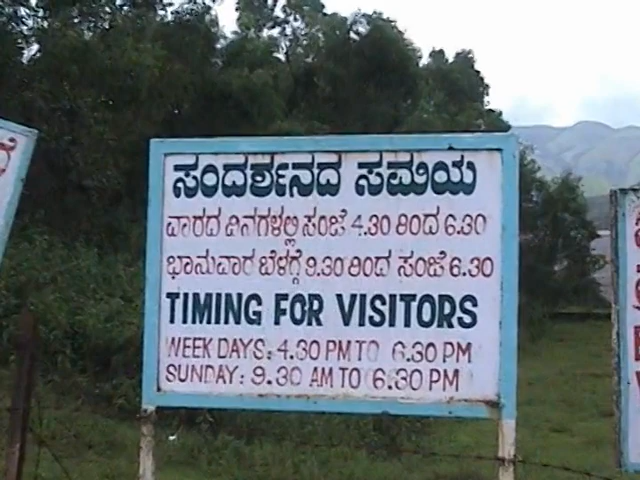 ಸಂದರ್ಶನದ ಸಮಯ
ವಾರದ ದಿನಗಳಲ್ಲಿ ಸಂಜೆ 4.30 ರಿಂದ 6.30
ಭಾನುವಾರ ಬೆಳಗ್ಗೆ 9.30 ರಿಂದ ಸಂಜೆ 6.30
TIMING FOR VISITORS
WEEK DAYS: 4.30 PM TO 6.30 PM
SUNDAY: 9.30 AM TO 6.30 PM